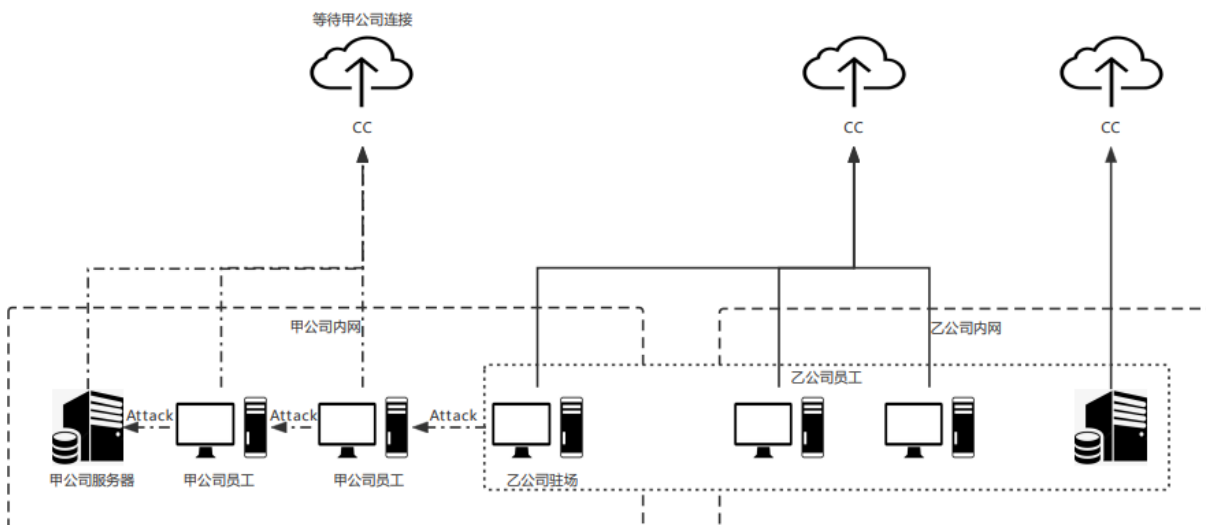 等待甲公司连接
CC
CC
CC
甲公司内网
乙公司内网
乙公司员工
Attack
Attack
Attack
甲公司服务器
甲公司员工
甲公司员工
乙公司驻场